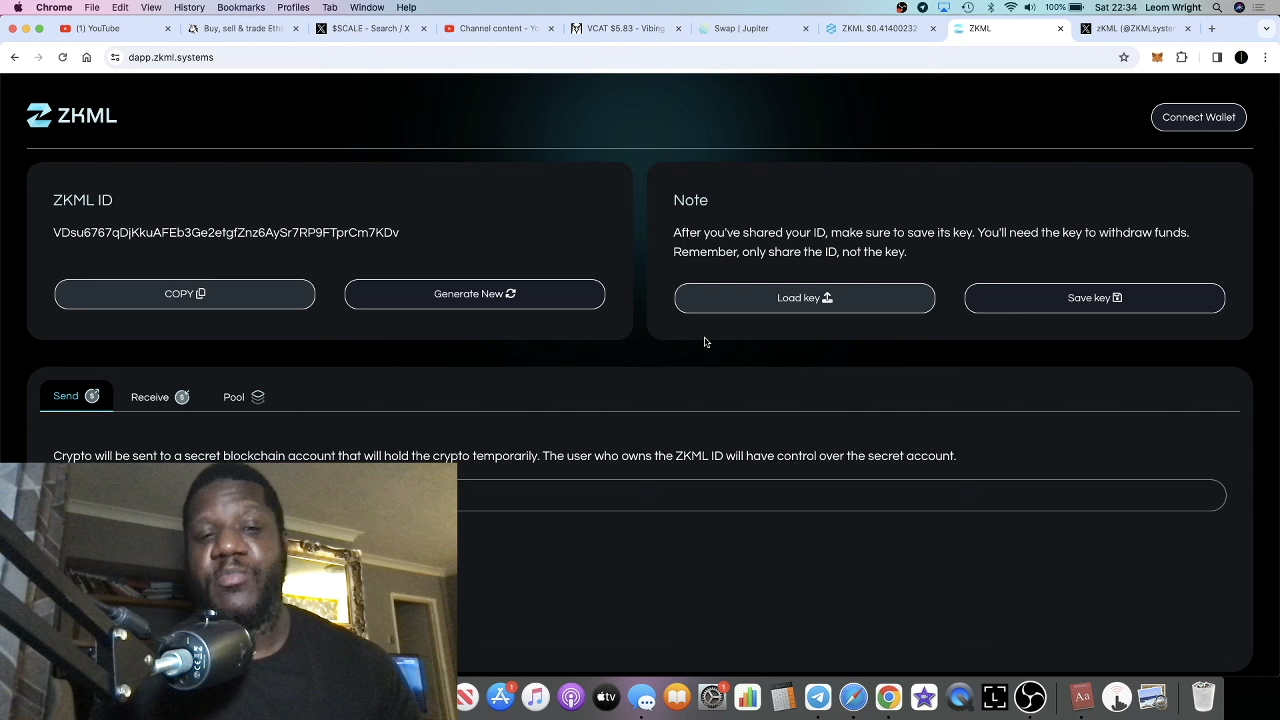 Chrome File Edit View History Bookmarks Profiles Tab Window Help 100% Sat 22:34 Leom Wright
(1) YouTube Buy, sell & trade Ethe $SCALE - Search / X Channel content - Yo VCAT $5.83 - Vibing Swap | Jupiter ZKML $0.41400232 ZKML zKML (@ZKMLsystem
dapp.zkml.systems
ZKML
Connect Wallet
ZKML ID
VDsu6767qDjKkuAFEb3Ge2etgfZnz6AySr7RP9FTprCm7KDv
COPY
Generate New
Note
After you've shared your ID, make sure to save its key. You'll need the key to withdraw funds.
Remember, only share the ID, not the key.
Load key
Save key
Send Receive Pool
Crypto will be sent to a secret blockchain account that will hold the crypto temporarily. The user who owns the ZKML ID will have control over the secret account.
tv
Aa